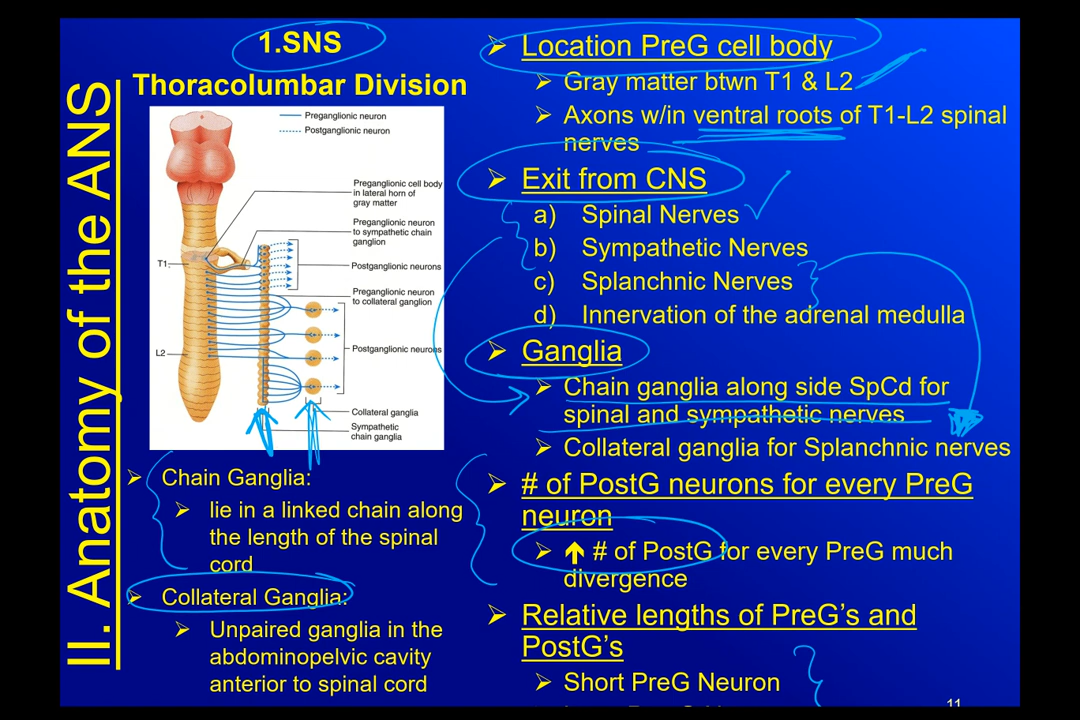 II. Anatomy of the ANS
1.SNS
Thoracolumbar Division
Preganglionic neuron
Postganglionic neuron
Preganglionic cell body
in lateral horn of
gray matter
Preganglionic neuron
to sympathetic chain
ganglion
T1
Postganglionic neurons
Preganglionic neuron
to collateral ganglion
L2
Postganglionic neurons
Collateral ganglia
Sympathetic
chain ganglia
➢ Chain Ganglia:
➢ lie in a linked chain along
the length of the spinal
cord
➢ Collateral Ganglia:
➢ Unpaired ganglia in the
abdominopelvic cavity
anterior to spinal cord
➢ Location PreG cell body
➢ Gray matter btwn T1 & L2
➢ Axons w/in ventral roots of T1-L2 spinal
nerves
➢ Exit from CNS
a) Spinal Nerves
b) Sympathetic Nerves
c) Splanchnic Nerves
d) Innervation of the adrenal medulla
➢ Ganglia
➢ Chain ganglia along side SpCd for
spinal and sympathetic nerves
➢ Collateral ganglia for Splanchnic nerves
➢ # of PostG neurons for every PreG
neuron
➢ 🡅 # of PostG for every PreG much
divergence
➢ Relative lengths of PreG's and
PostG's
➢ Short PreG Neuron
11